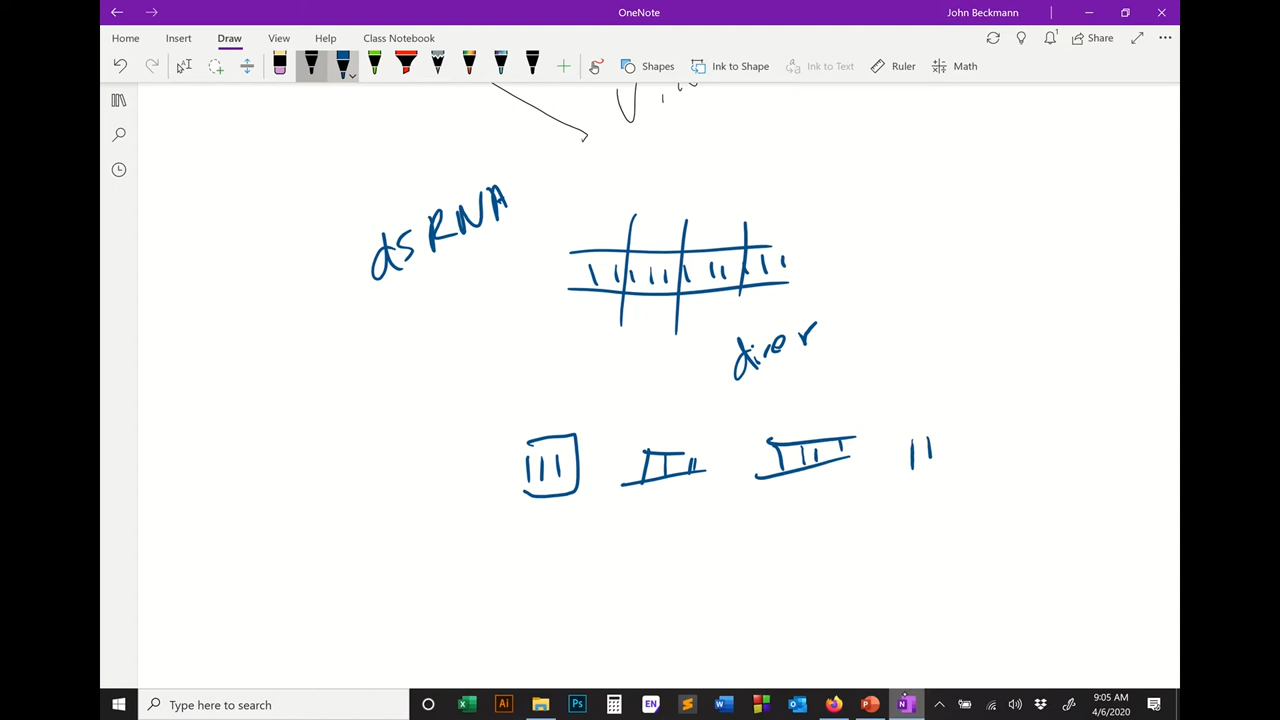 OneNote
John Beckmann
Home Insert Draw View Help Class Notebook
Share
Shapes Ink to Shape Ink to Text Ruler Math
dsRNA
Type here to search
9:05 AM
4/6/2020